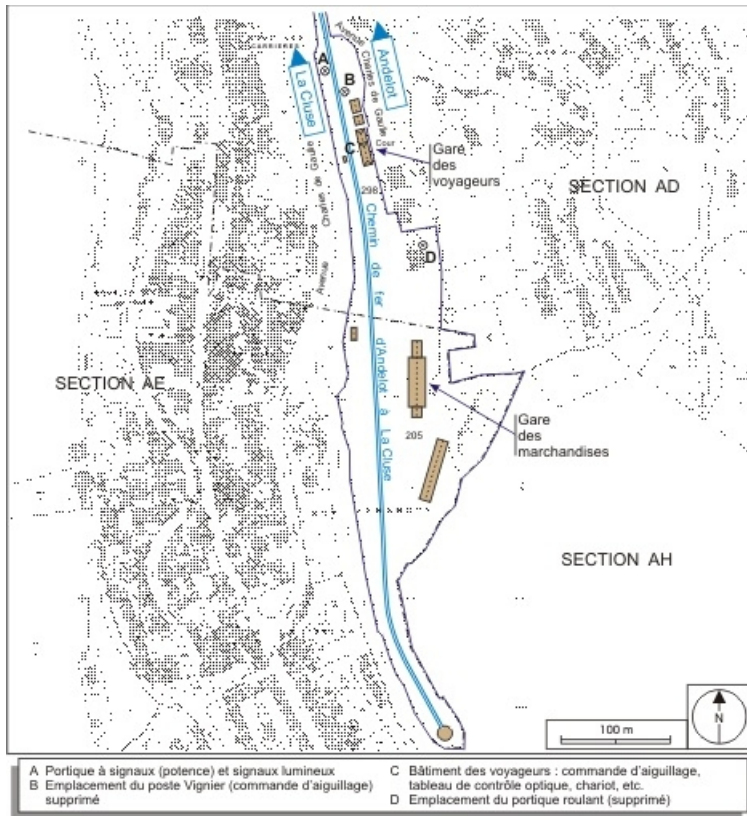 CARRIERES
Avenue Charles de Gaulle
A
La Cluse
Andelot
B
C
Cour
Gare
des
voyageurs
298
SECTION AD
Avenue Charles de Gaulle
D
Chemin de fer d'Andelot à La Cluse
SECTION AE
Gare
des
marchandises
205
SECTION AH
100 m
N
A Portique à signaux (potence) et signaux lumineux
B Emplacement du poste Vignier (commande d'aiguillage)
supprimé
C Bâtiment des voyageurs : commande d'aiguillage,
tableau de contrôle optique, chariot, etc.
D Emplacement du portique roulant (supprimé)